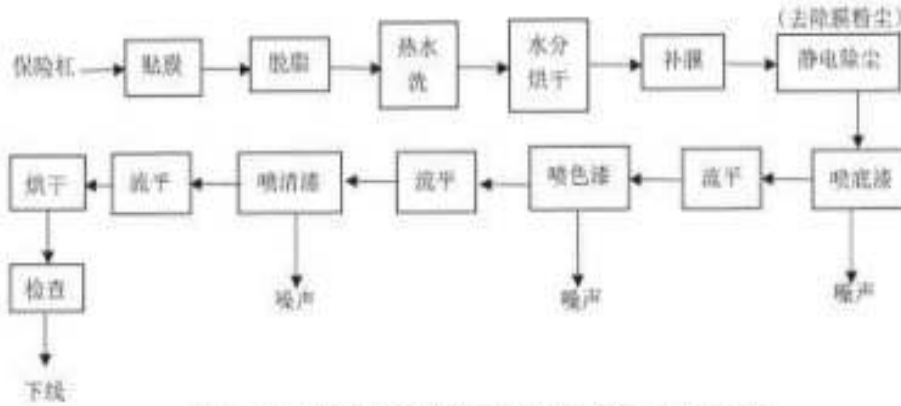 (去除膜粉尘)
保险杠
贴膜
脱脂
热水
洗
水分
烘干
补膜
静电除尘
烘干
流平
喷清漆
流平
喷色漆
流平
喷底漆
检查
噪声
噪声
噪声
下线